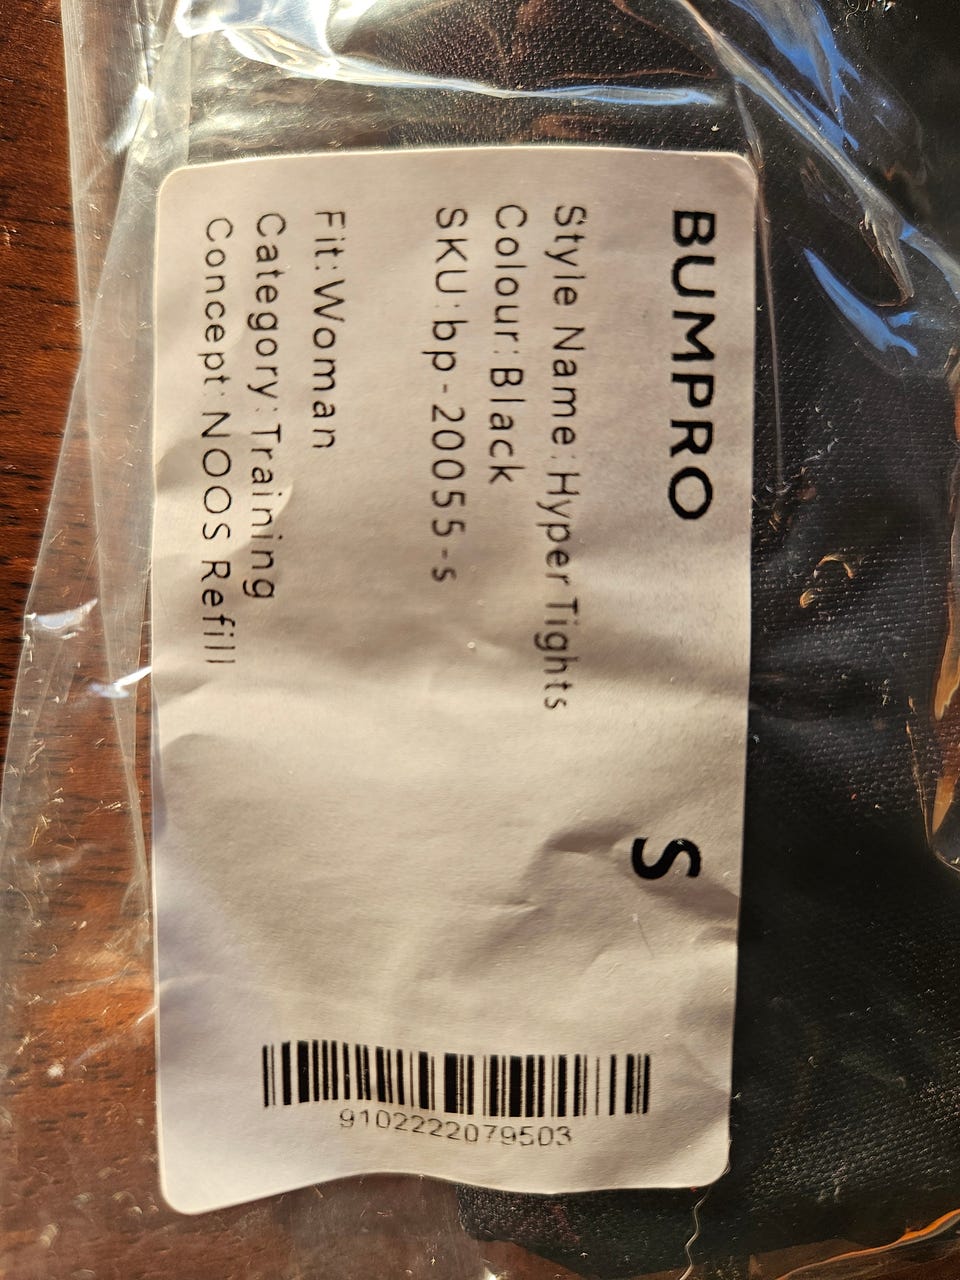 BUMPRO
S
Style Name: Hyper Tights
Colour: Black
SKU: bp-20055-s
Fit: Woman
Category: Training
Concept: NOOS Refill
9102222079503